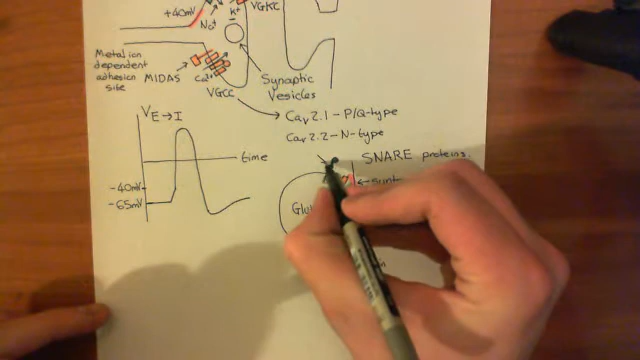 +40mV
Na+
K+
VGKC
Metal ion
dependent
adhesion
site
MIDAS
Ca2+
VGCC
Synaptic
Vesicles
Cav2.1 - P/Q-type
Cav2.2 - N-type
VE→I
time
-40mV
-65mV
SNARE proteins.